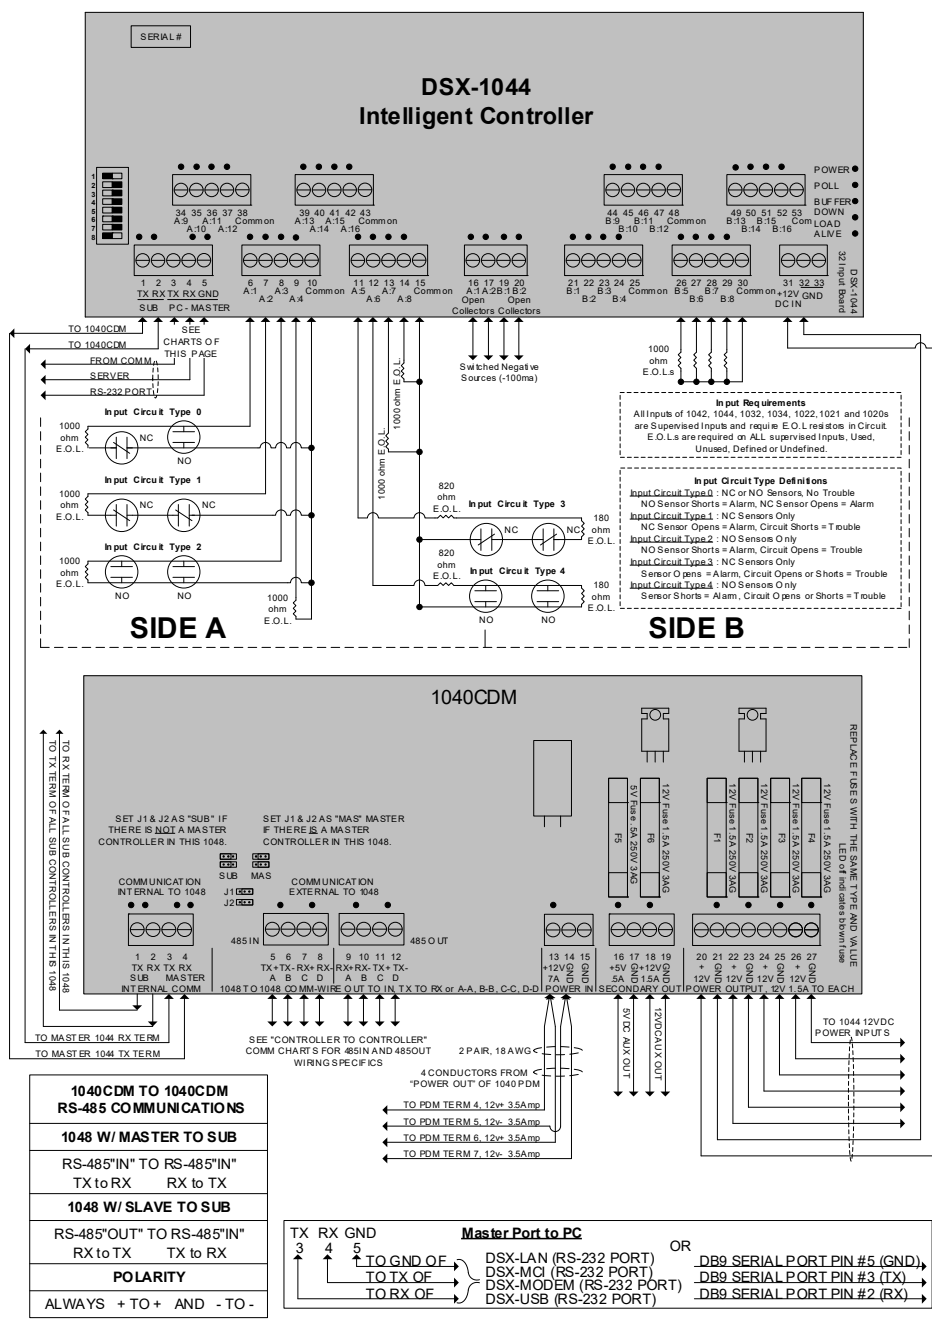 SERIAL #
DSX-1044
Intelligent Controller
1
2
3
4
5
6
7
8
34 35 36 37 38
A:9 A:11 Common
A:10 A:12
39 40 41 42 43
A:13 A:15 Common
A:14 A:16
44 45 46 47 48
B:9 B:11 Common
B:10 B:12
49 50 51 52 53
B:13 B:15 Com
B:14 B:16
POWER
POLL
BUFFER
DOWN
LOAD
ALIVE
DSX-1044
32 Input Board
1 2 3 4 5
TX RX TX RX GND
SUB PC - MASTER
6 7 8 9 10
A:1 A:3 Common
A:2 A:4
11 12 13 14 15
A:5 A:7 Common
A:6 A:8
16 17 19 20
A:1 A:2B:1 B:2
Open Open
Collectors Collectors
21 22 23 24 25
B:1 B:3 Common
B:2 B:4
26 27 28 29 30
B:5 B:7 Common
B:6 B:8
31 32 33
+12V GND
DC IN
TO 1040CDM
TO 1040CDM
FROM COMM
SERVER
RS-232 PORT
SEE
CHARTS OF
THIS PAGE
1000 ohm E.O.L.
1000 ohm E.O.L.
Switched Negative
Sources (-100ma)
1000
ohm
E.O.L.s
Input Requirements
All Inputs of 1042, 1044, 1032, 1034, 1022,1021 and 1020s
are Supervised Inputs and require E.O.L resistors in Circuit.
E.O.L.s are required on ALL supervised Inputs, Used,
Unused, Defined or Undefined.
Input Circuit Type Definitions
Input Circuit Type 0 : NC or NO Sensors, No Trouble
NO Sensor Shorts = Alarm, NC Sensor Opens = Alarm
Input Circuit Type 1 : NC Sensors Only
NC Sensor Opens = Alarm, Circuit Shorts = Trouble
Input Circuit Type 2 : NO Sensors Only
NO Sensor Shorts = Alarm, Circuit Opens = Trouble
Input Circuit Type 3 : NC Sensors Only
Sensor Opens = Alarm, Circuit Opens or Shorts = Trouble
Input Circuit Type 4 : NO Sensors Only
Sensor Shorts = Alarm, Circuit Opens or Shorts = Trouble
Input Circuit Type 0
1000
ohm
E.O.L.
NC
NO
Input Circuit Type 1
1000
ohm
E.O.L.
NC
NC
Input Circuit Type 2
1000
ohm
E.O.L.
NO
NO
1000
ohm
E.O.L.
820
ohm
E.O.L.
Input Circuit Type 3
NC
NC
180
ohm
E.O.L.
820
ohm
E.O.L.
Input Circuit Type 4
NO
NO
180
ohm
E.O.L.
SIDE A
SIDE B
1040CDM
TO RX TERM OF ALL SUB CONTROLLERS IN THIS 1048
TO TX TERM OF ALL SUB CONTROLLERS IN THIS 1048
SET J1 & J2 AS "SUB" IF
THERE IS NOT A MASTER
CONTROLLER IN THIS 1048.
SET J1 & J2 AS "MAS" MASTER
IF THERE IS A MASTER
CONTROLLER IN THIS 1048.
SUB MAS
J1
J2
COMMUNICATION
INTERNAL TO 1048
COMMUNICATION
EXTERNAL TO 1048
485 IN
485 OUT
5V Fuse .5A 250V 3AG
F5
12V Fuse 1.5A 250V 3AG
F6
12V Fuse 1.5A 250V 3AG
F1
12V Fuse 1.5A 250V 3AG
F2
12V Fuse 1.5A 250V 3AG
F3
12V Fuse 1.5A 250V 3AG
F4
REPLACE FUSES WITH THE SAME TYPE AND VALUE
LED off indicates blown fuse
1 2 3 4
TX RX TX RX
SUB MASTER
INTERNAL COMM
5 6 7 8
TX+TX- RX+RX-
A B C D
9 10 11 12
RX+RX- TX+ TX-
A B C D
1048 TO 1048 COMM-WIRE OUT TO IN, TX TO RX or A-A, B-B, C-C, D-D
13 14 15
+12V GND GND
7A
POWER IN
16 17 18 19
+5V GND +12V GND
.5A 1.5A
SECONDARY OUT
20 21 22 23 24 25 26 27
+ GND + GND + GND + GND
12V 12V 12V 12V
POWER OUTPUT, 12V 1.5A TO EACH
TO MASTER 1044 RX TERM
TO MASTER 1044 TX TERM
SEE "CONTROLLER TO CONTROLLER"
COMM CHARTS FOR 485IN AND 485OUT
WIRING SPECIFICS
2 PAIR, 18 AWG
4 CONDUCTORS FROM
"POWER OUT" OF 1040 PDM
5VDC AUX OUT
12VDC AUX OUT
TO 1044 12VDC
POWER INPUTS
TO PDM TERM 4, 12v+ 3.5Amp
TO PDM TERM 5, 12v- 3.5Amp
TO PDM TERM 6, 12v+ 3.5Amp
TO PDM TERM 7, 12v- 3.5Amp
1040CDM TO 1040CDM
RS-485 COMMUNICATIONS
1048 W/ MASTER TO SUB
RS-485"IN" TO RS-485"IN"
TX to RX RX to TX
1048 W/ SLAVE TO SUB
RS-485"OUT" TO RS-485"IN"
RX to TX TX to RX
POLARITY
ALWAYS + TO + AND - TO -
TX RX GND
3 4 5
Master Port to PC
TO GND OF
TO TX OF
TO RX OF
DSX-LAN (RS-232 PORT)
DSX-MCI (RS-232 PORT)
DSX-MODEM (RS-232 PORT)
DSX-USB (RS-232 PORT)
OR
DB9 SERIAL PORT PIN #5 (GND)
DB9 SERIAL PORT PIN #3 (TX)
DB9 SERIAL PORT PIN #2 (RX)